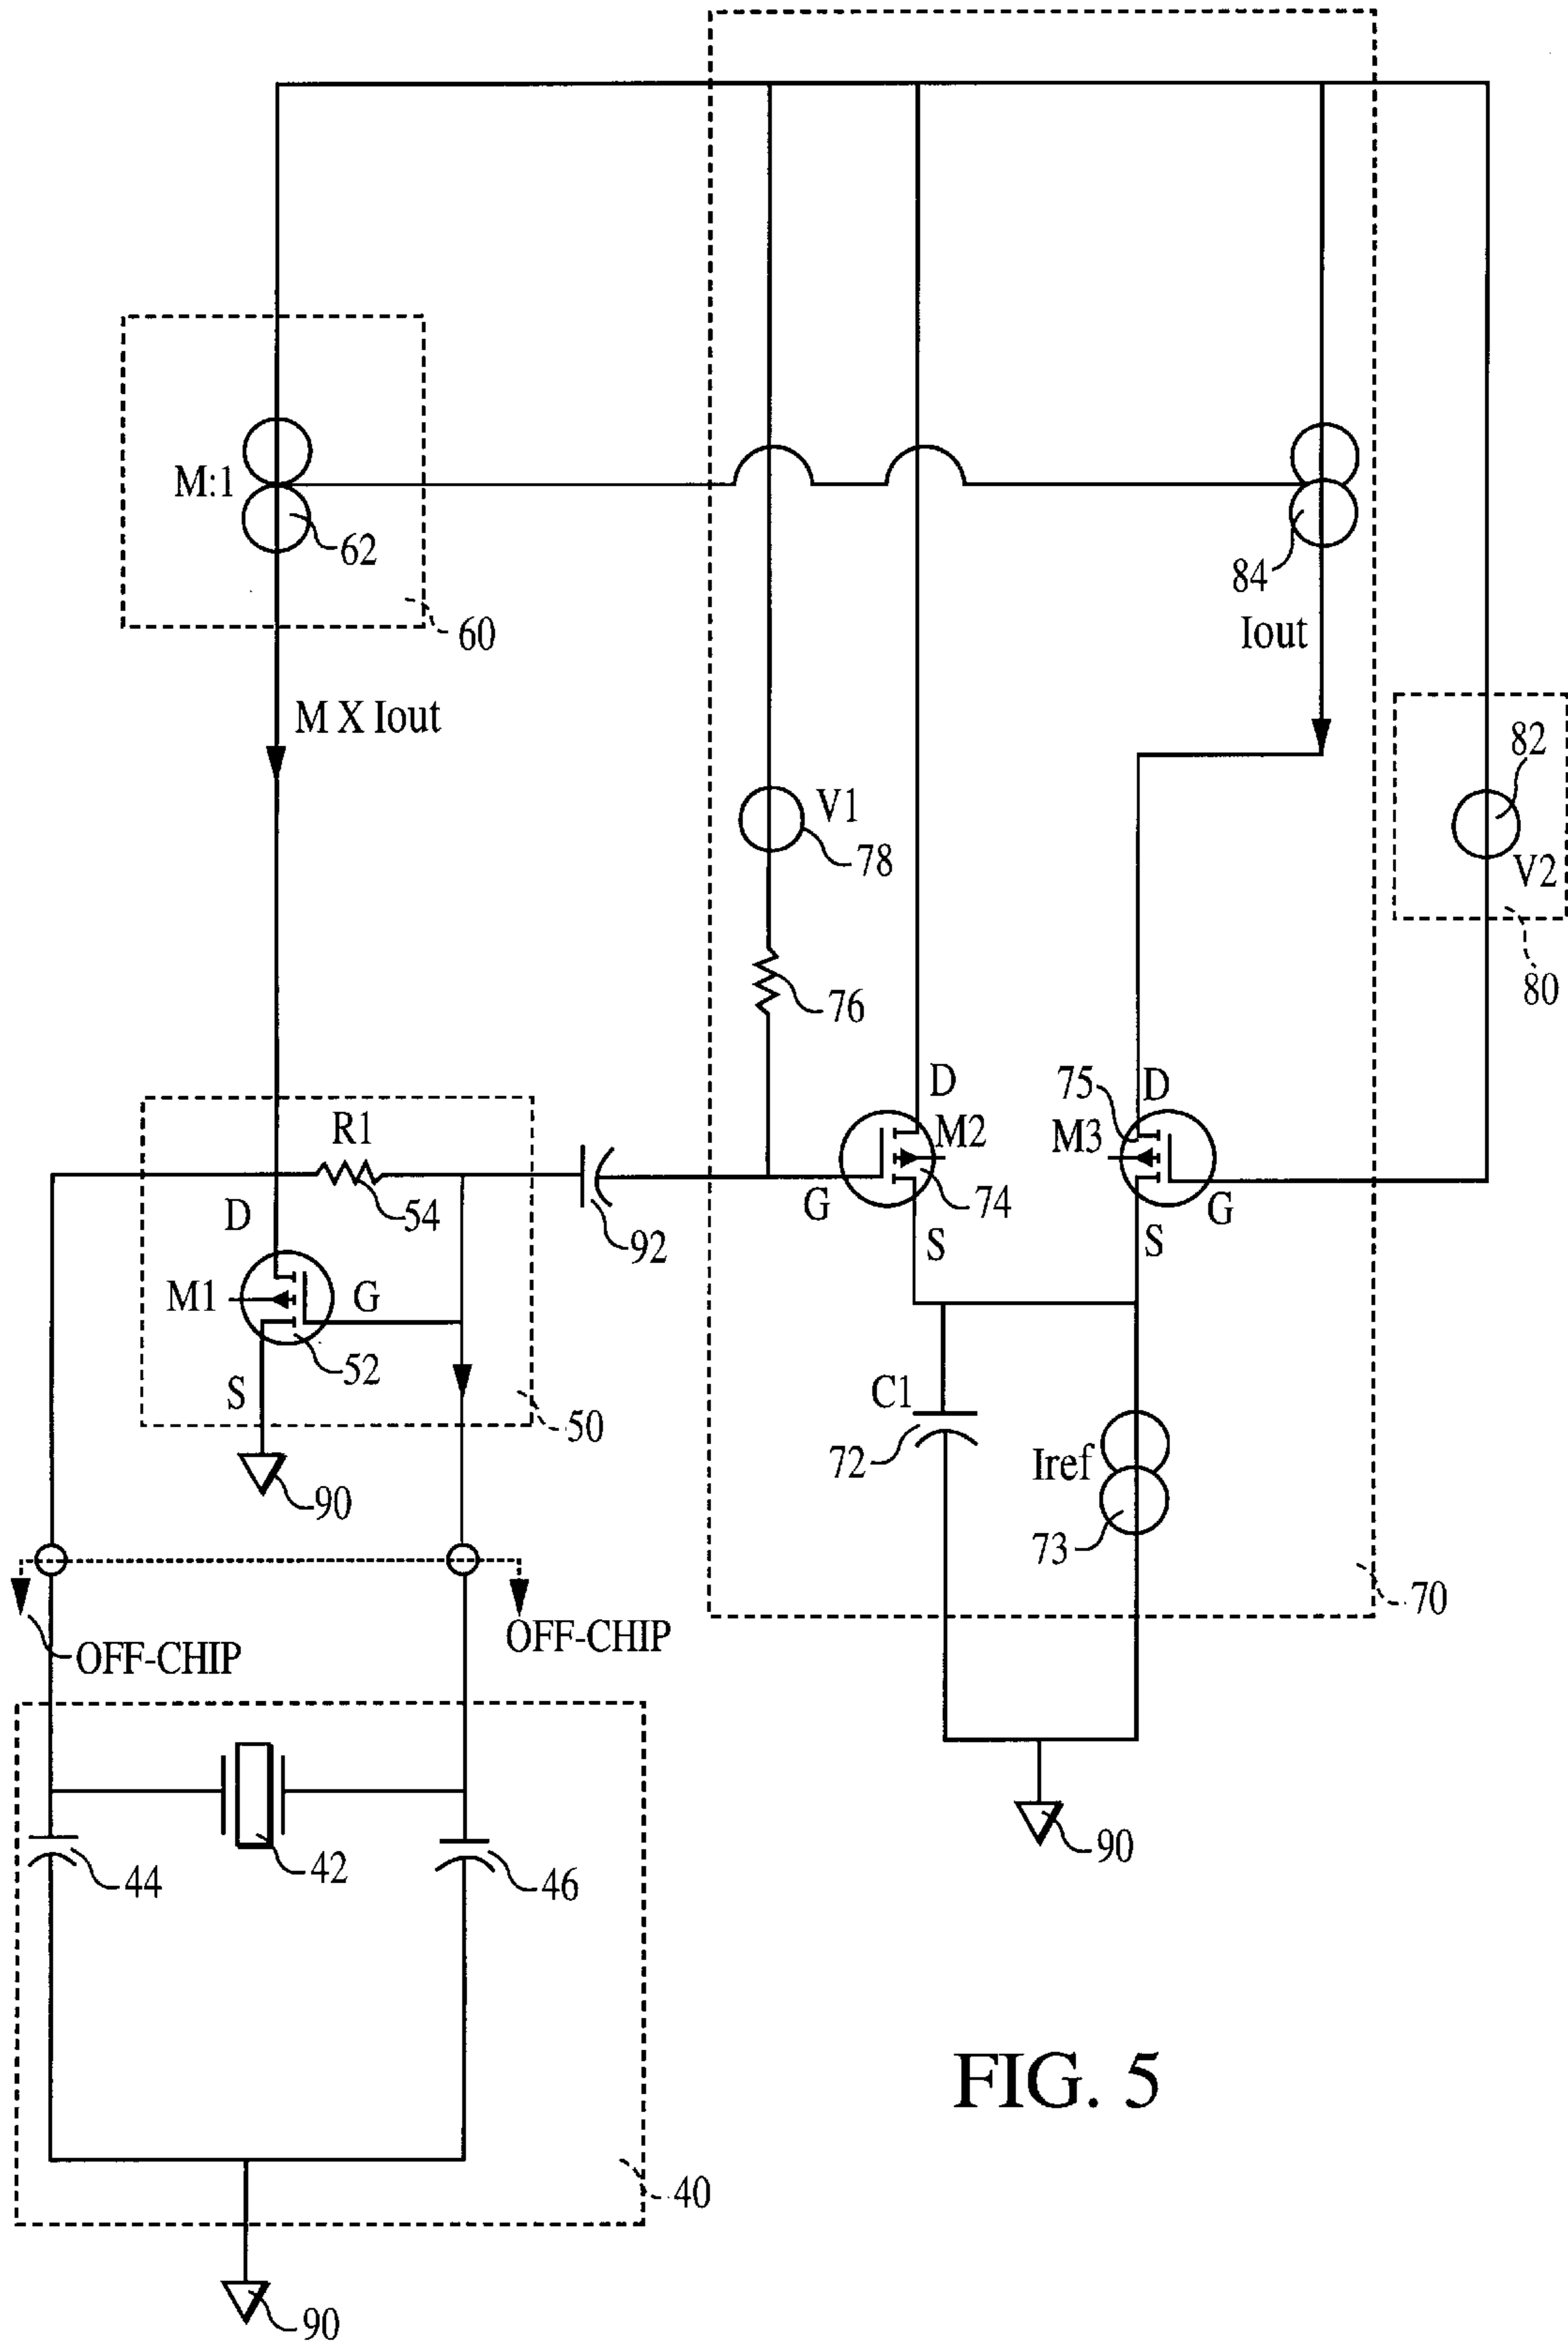 M:1
62
84
60
Iout
M X Iout
82
V1
78
V2
76
80
D
75
D
R1
M2
M3
D
54
G
74
G
92
S
S
M1
G
52
S
50
C1
72
Iref
90
73
70
OFF-CHIP
OFF-CHIP
44
42
46
90
FIG. 5
40
90